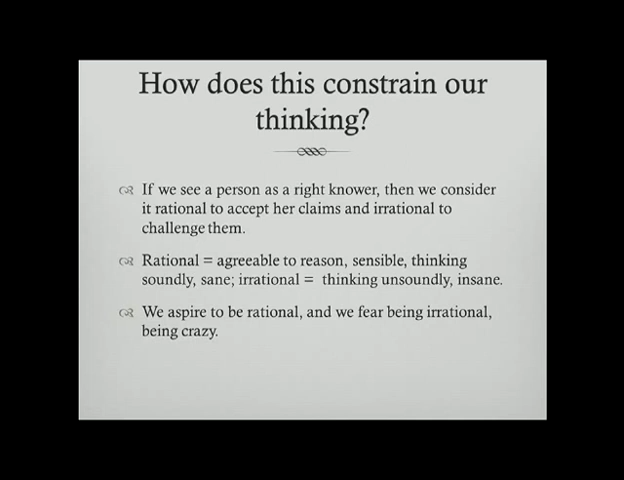 How does this constrain our
thinking?
If we see a person as a right knower, then we consider
it rational to accept her claims and irrational to
challenge them.
Rational = agreeable to reason, sensible, thinking
soundly, sane; irrational = thinking unsoundly, insane.
We aspire to be rational, and we fear being irrational,
being crazy.